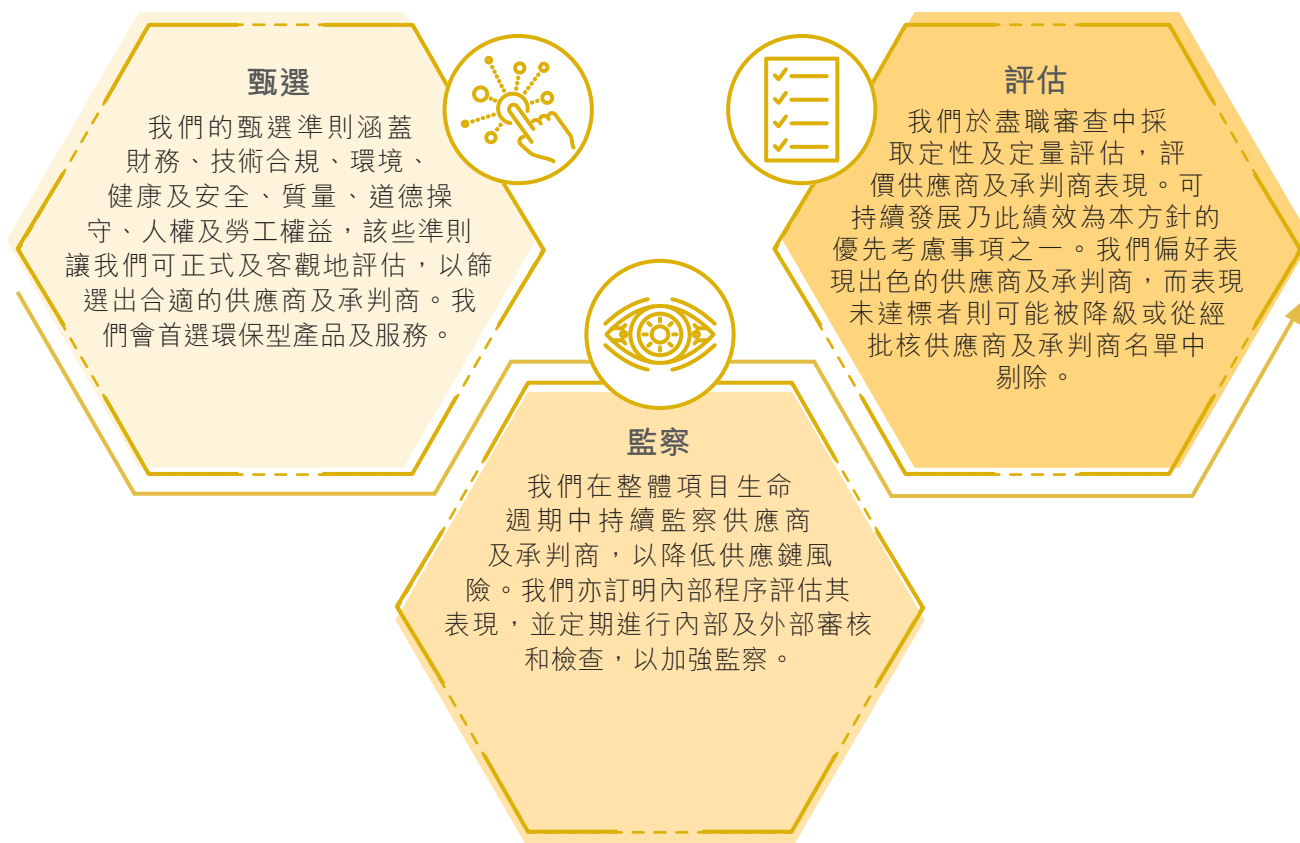 甄選
我們的甄選準則涵蓋
財務、技術合規、環境、
健康及安全、質量、道德操
守、人權及勞工權益，該些準則
讓我們可正式及客觀地評估，以篩
選出合適的供應商及承判商。我
們會首選環保型產品及服務。
監察
我們在整體項目生命
週期中持續監察供應商
及承判商，以降低供應鏈風
險。我們亦訂明內部程序評估其
表現，並定期進行內部及外部審核
和檢查，以加強監察。
評估
我們於盡職審查中採
取定性及定量評估，評
價供應商及承判商表現。可
持續發展乃此績效為本方針的
優先考慮事項之一。我們偏好表
現出色的供應商及承判商，而表現
未達標者則可能被降級或從經
批核供應商及承判商名單中
剔除。